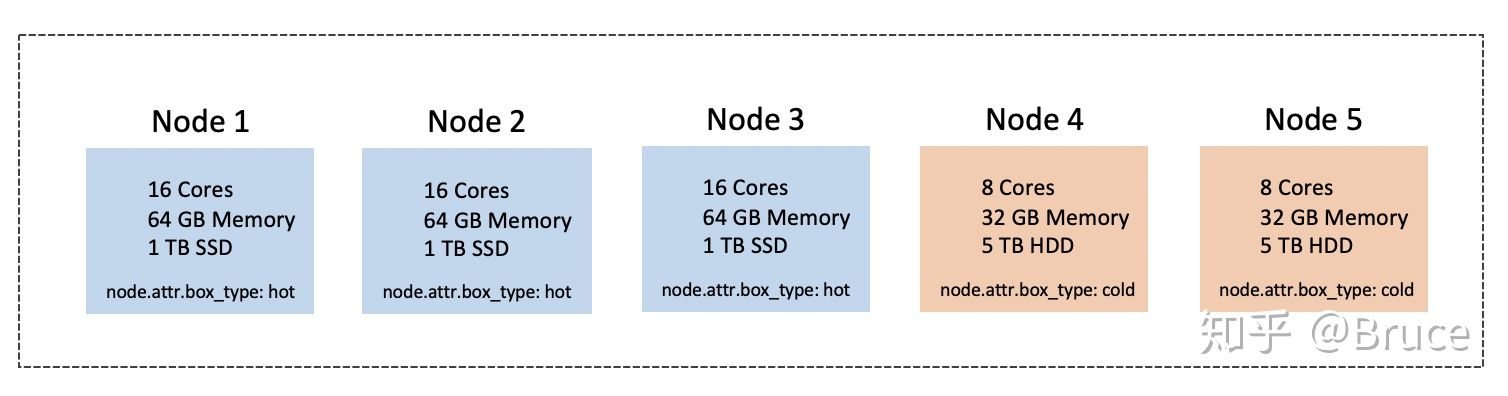 Node 1
16 Cores
64 GB Memory
1 TB SSD
node.attr.box_type: hot
Node 2
16 Cores
64 GB Memory
1 TB SSD
node.attr.box_type: hot
Node 3
16 Cores
64 GB Memory
1 TB SSD
node.attr.box_type: hot
Node 4
8 Cores
32 GB Memory
5 TB HDD
node.attr.box_type: cold
Node 5
8 Cores
32 GB Memory
5 TB HDD
node.attr.box_type: cold
知乎 @Bruce